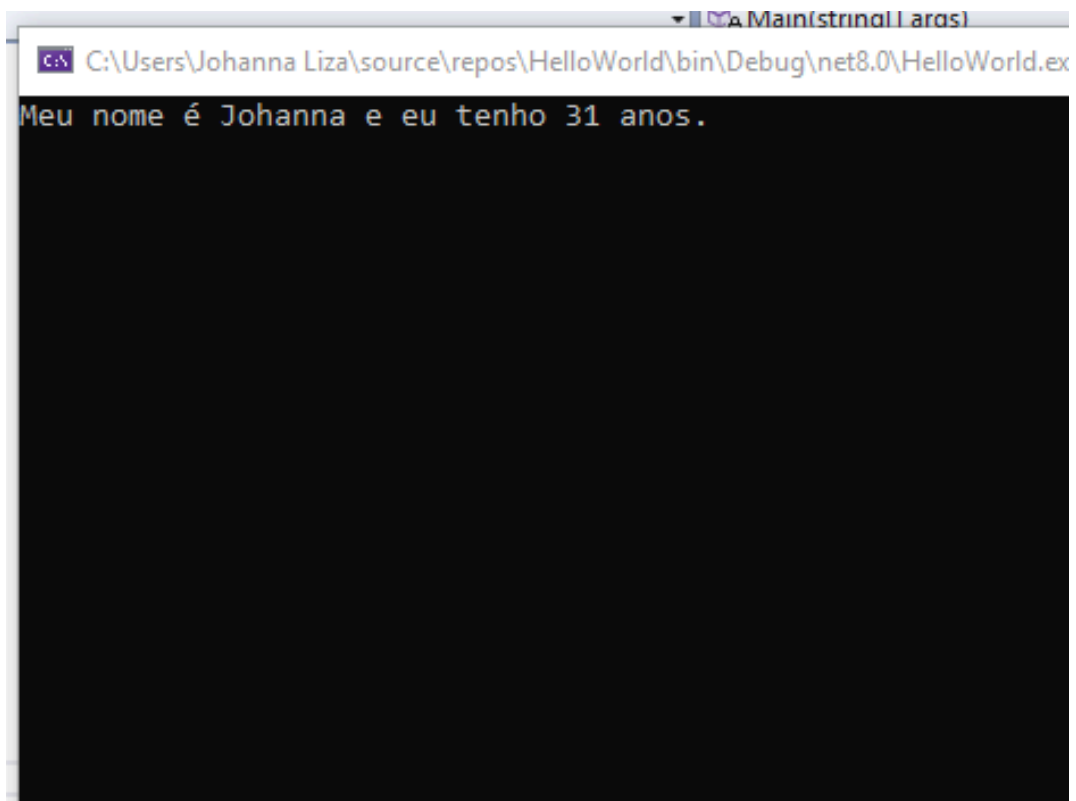 Main(string[] args)
C:\Users\Johanna Liza\source\repos\HelloWorld\bin\Debug\net8.0\HelloWorld.ex
Meu nome é Johanna e eu tenho 31 anos.